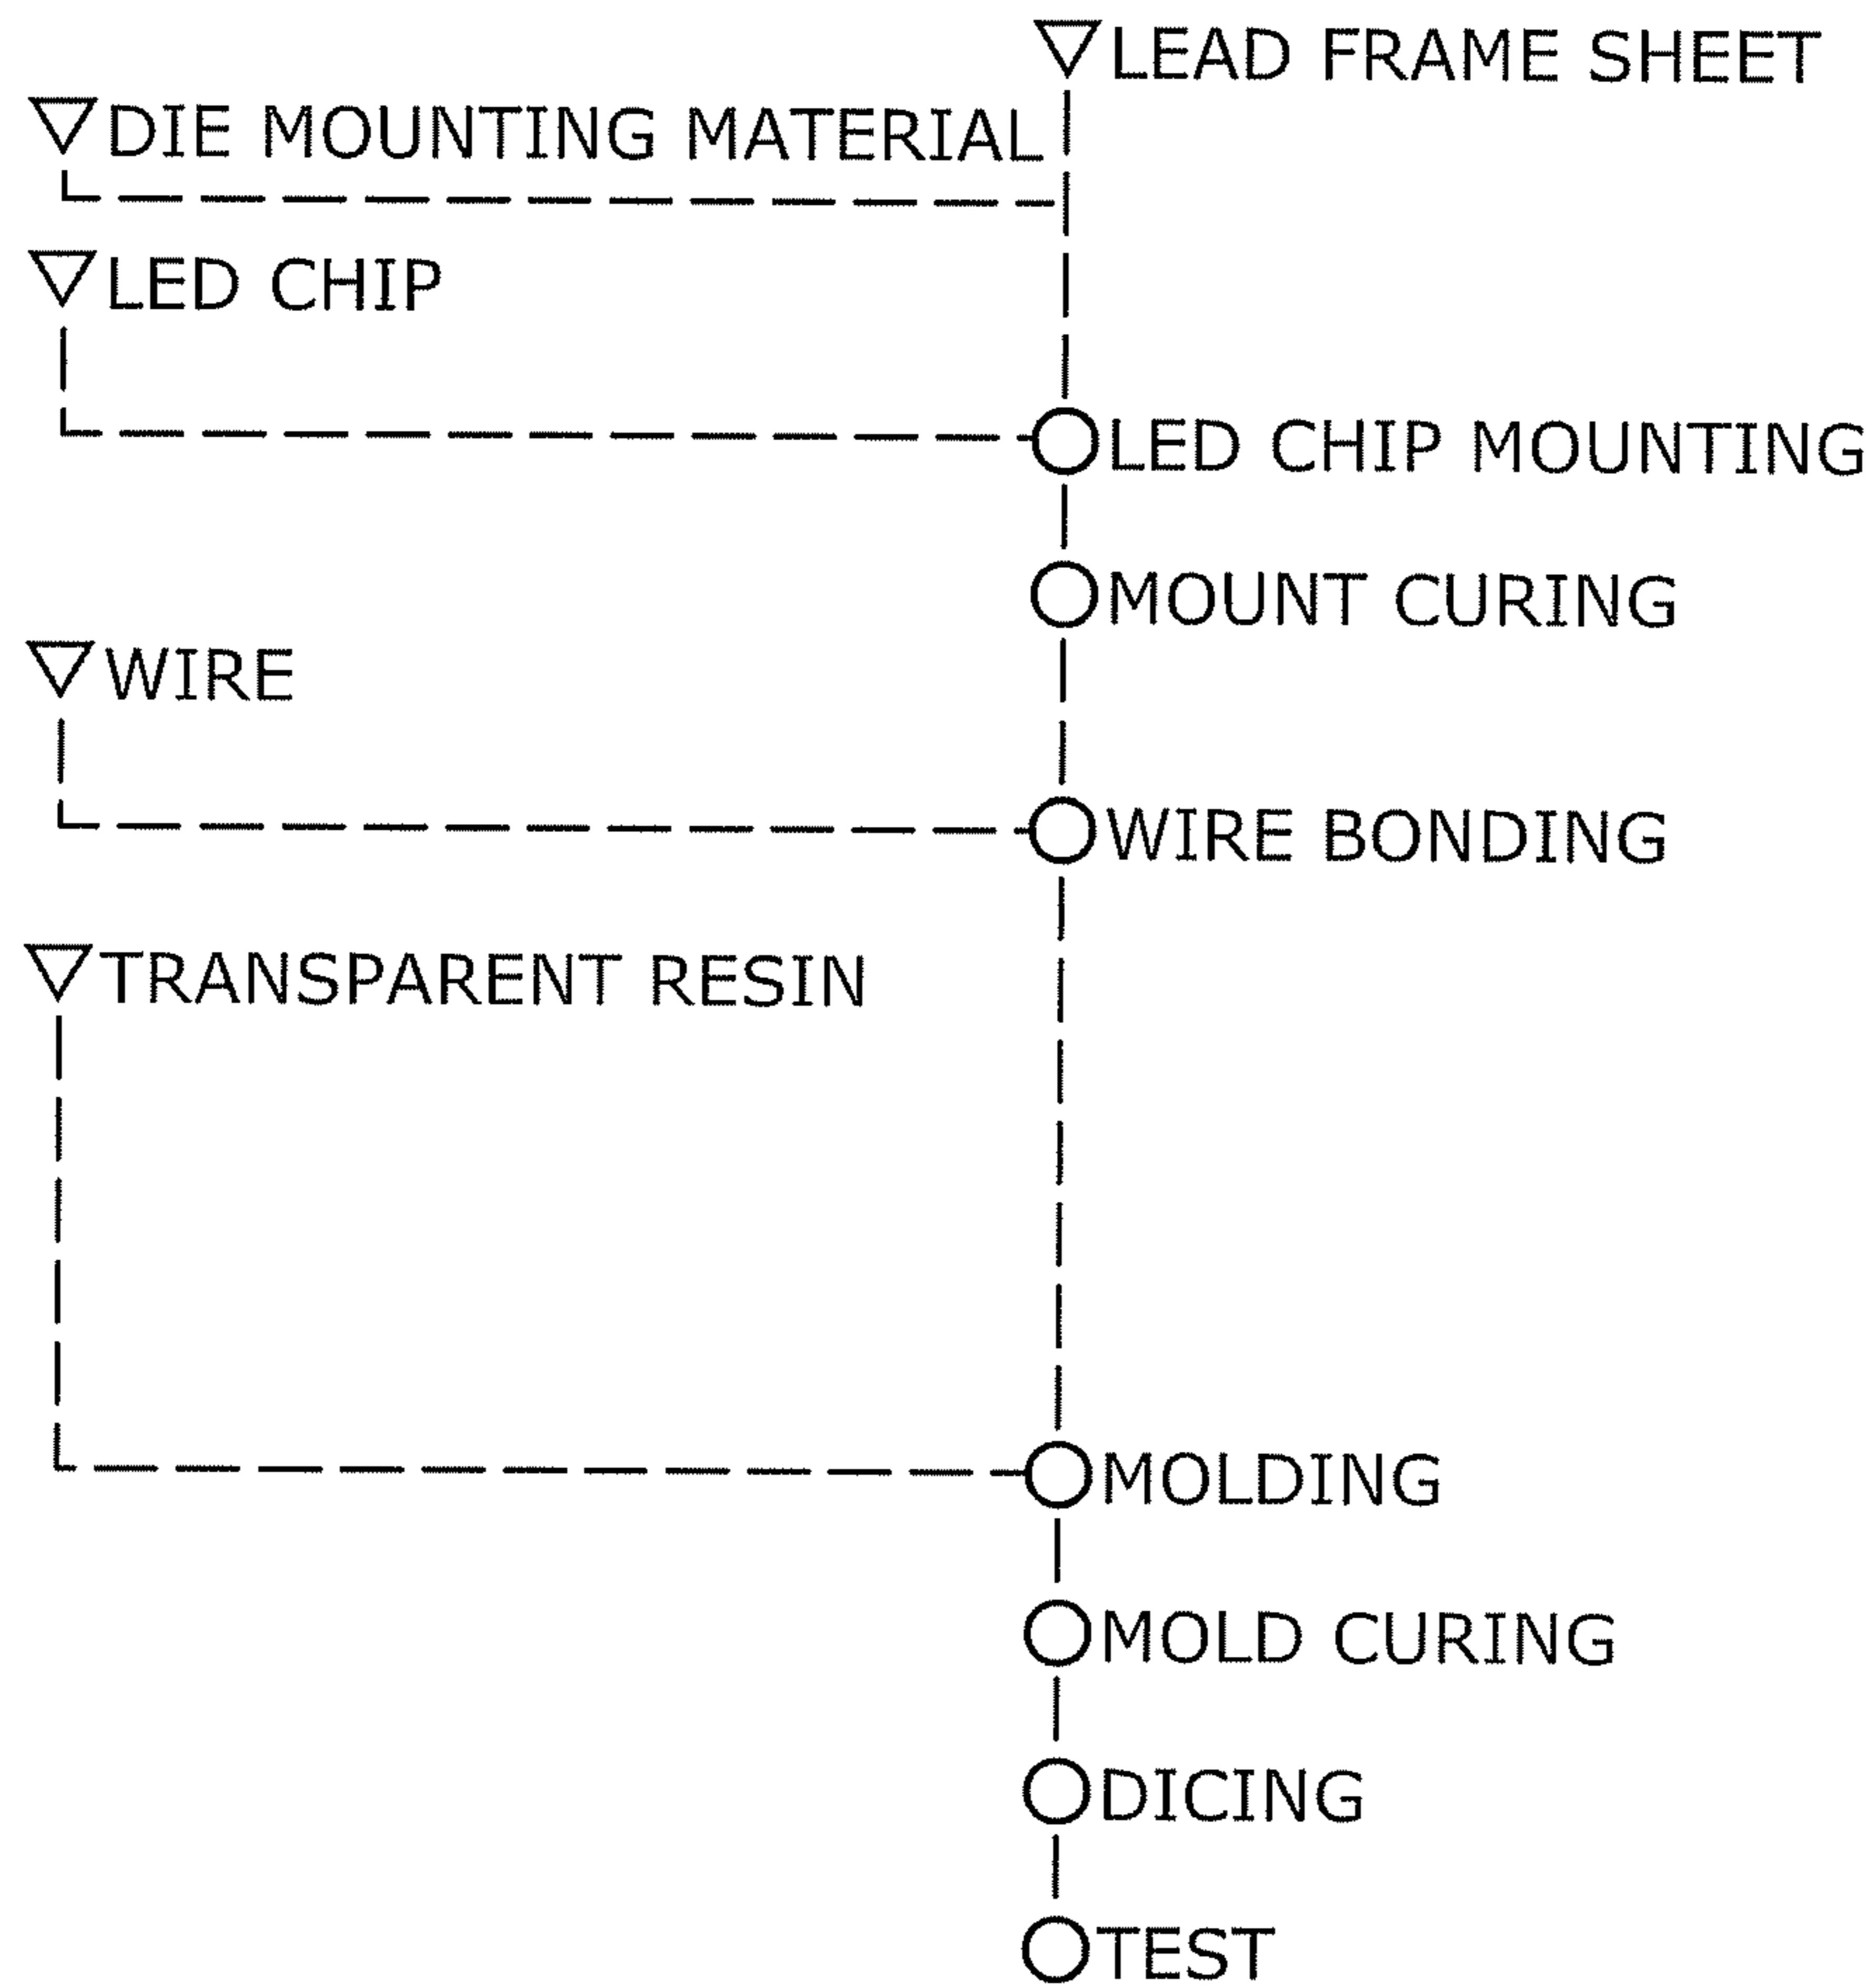 LEAD FRAME SHEET
DIE MOUNTING MATERIAL
LED CHIP
LED CHIP MOUNTING
MOUNT CURING
WIRE
WIRE BONDING
TRANSPARENT RESIN
MOLDING
MOLD CURING
DICING
TEST